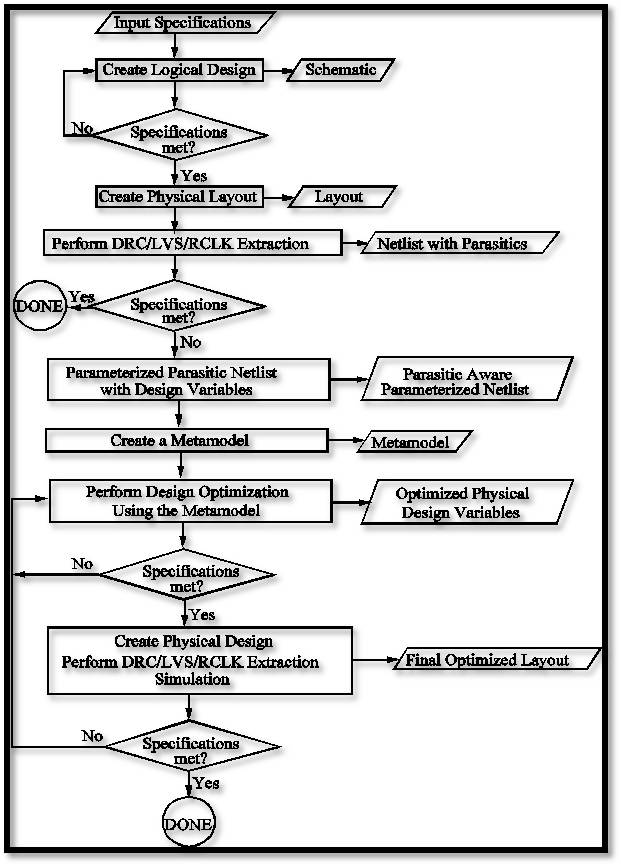 Input Specifications
Create Logical Design
Schematic
No
Specifications
met?
Yes
Create Physical Layout
Layout
Perform DRC/LVS/RCLK Extraction
Netlist with Parasitics
DONE
Yes
Specifications
met?
No
Parameterized Parasitic Netlist
with Design Variables
Parasitic Aware
Parameterized Netlist
Create a Metamodel
Metamodel
Perform Design Optimization
Using the Metamodel
Optimized Physical
Design Variables
No
Specifications
met?
Yes
Create Physical Design
Perform DRC/LVS/RCLK Extraction
Simulation
Final Optimized Layout
No
Specifications
met?
Yes
DONE